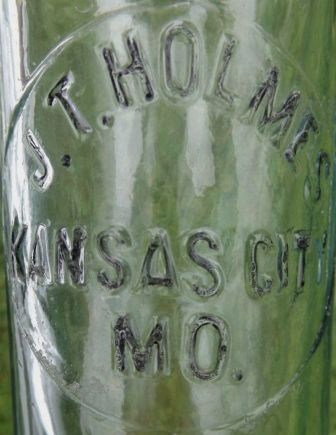 J. T. HOLMES
KANSAS CITY
MO.